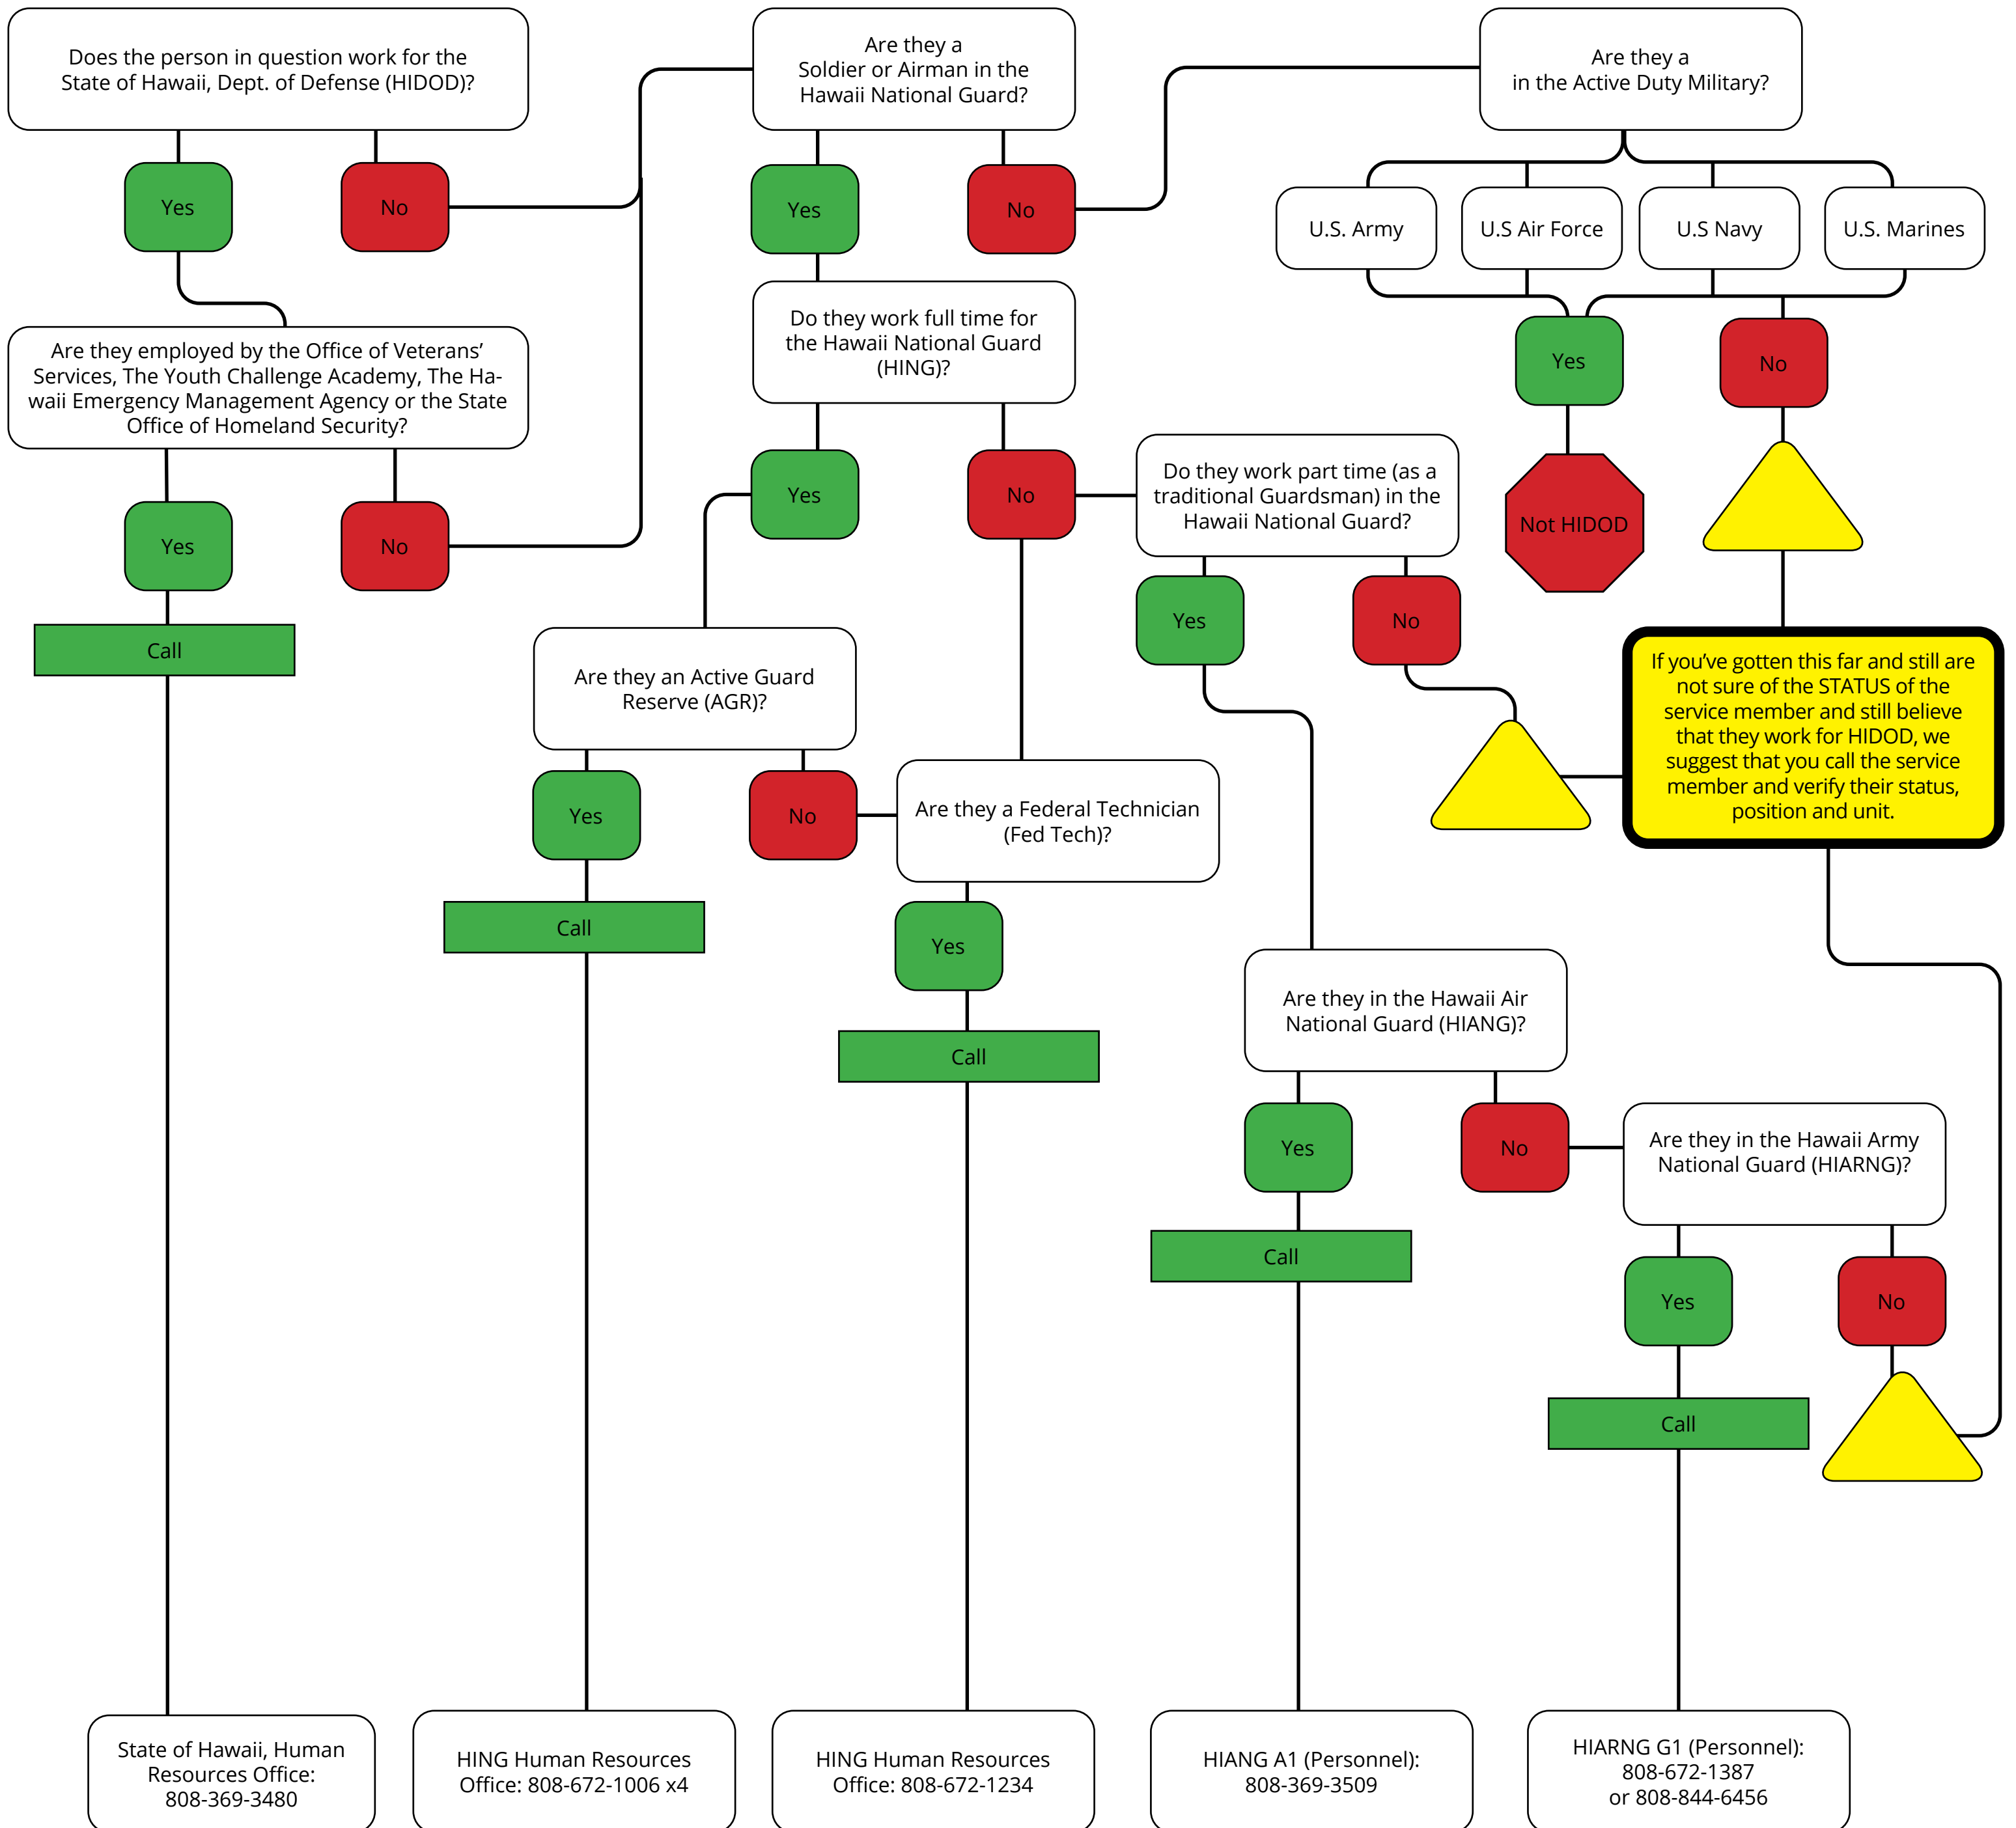 Does the person in question work for the
State of Hawaii, Dept. of Defense (HIDOD)?
Yes
No
Are they employed by the Office of Veterans’
Services, The Youth Challenge Academy, The Ha-
waii Emergency Management Agency or the State
Office of Homeland Security?
Yes
No
Call
Are they a
Soldier or Airman in the
Hawaii National Guard?
Yes
No
Do they work full time for
the Hawaii National Guard
(HING)?
Yes
No
Are they an Active Guard
Reserve (AGR)?
Yes
No
Call
Are they a Federal Technician
(Fed Tech)?
Yes
Call
Do they work part time (as a
traditional Guardsman) in the
Hawaii National Guard?
Yes
No
Are they a
in the Active Duty Military?
U.S. Army
U.S Air Force
U.S Navy
U.S. Marines
Yes
No
Not HIDOD
If you’ve gotten this far and still are
not sure of the STATUS of the
service member and still believe
that they work for HIDOD, we
suggest that you call the service
member and verify their status,
position and unit.
Are they in the Hawaii Air
National Guard (HIANG)?
Yes
No
Call
Are they in the Hawaii Army
National Guard (HIARNG)?
Yes
No
Call
State of Hawaii, Human
Resources Office:
808-369-3480
HING Human Resources
Office: 808-672-1006 x4
HING Human Resources
Office: 808-672-1234
HIANG A1 (Personnel):
808-369-3509
HIARNG G1 (Personnel):
808-672-1387
or 808-844-6456